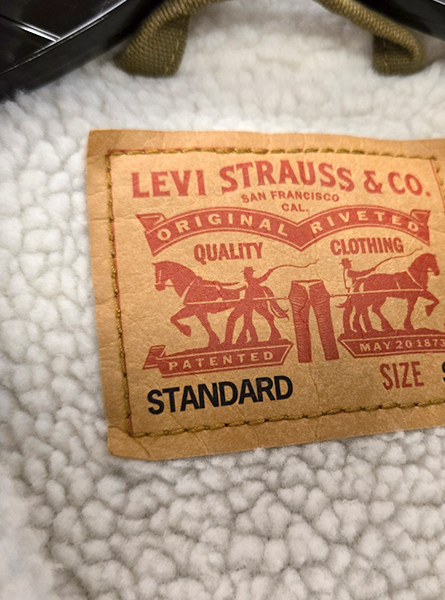 LEVI STRAUSS & CO.
SAN FRANCISCO
CAL.
ORIGINAL RIVETED
QUALITY CLOTHING
PATENTED MAY 20 1873
STANDARD SIZE